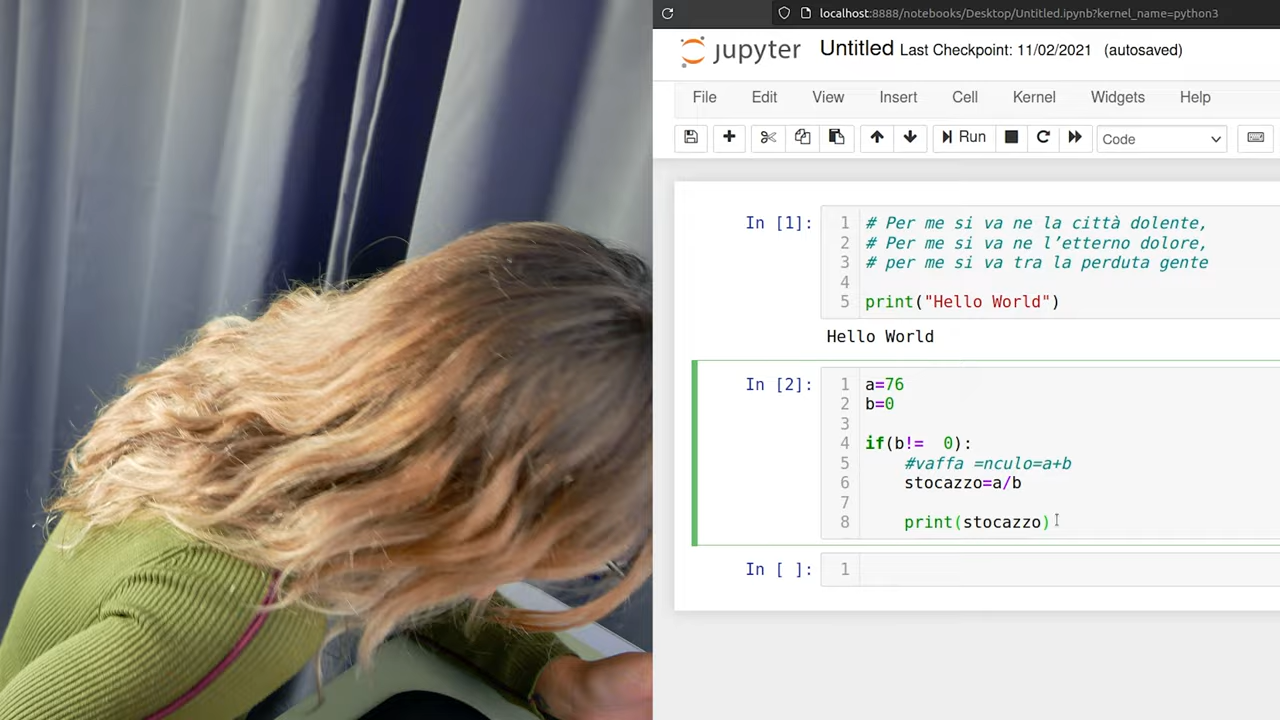 localhost:8888/notebooks/Desktop/Untitled.ipynb?kernel_name=python3
jupyter Untitled Last Checkpoint: 11/02/2021 (autosaved)
File Edit View Insert Cell Kernel Widgets Help
Run Code
In [1]:
1 # Per me si va ne la città dolente,
2 # Per me si va ne l’etterno dolore,
3 # per me si va tra la perduta gente
4
5 print("Hello World")
Hello World
In [2]:
1 a=76
2 b=0
3
4 if(b!=  0):
5     #vaffa =nculo=a+b
6     stocazzo=a/b
7
8     print(stocazzo)
In [ ]: 1